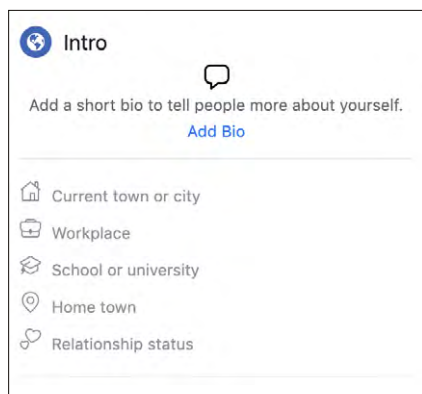 Intro
Add a short bio to tell people more about yourself.
Add Bio
Current town or city
Workplace
School or university
Home town
Relationship status